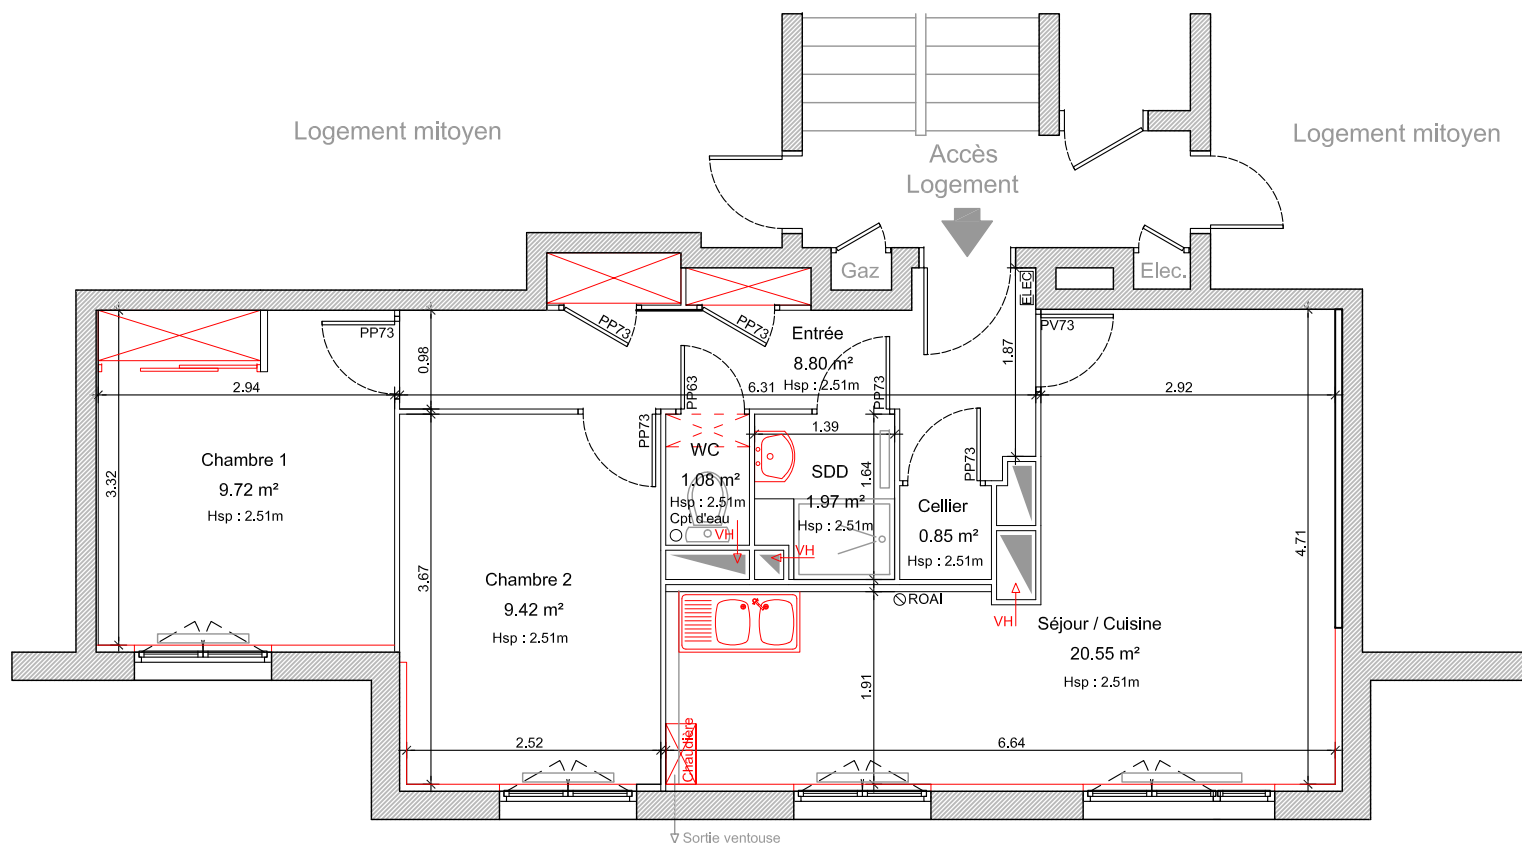 Logement mitoyen
Logement mitoyen
Accès
Logement
Gaz
Elec.
ELEC
PP73
PP73
PP73
Entrée
8.80 m²
Hsp : 2.51m
PV73
0.98
1.87
2.94
6.31
2.92
PP63
PP73
PP73
PP73
1.39
WC
1.08 m²
Hsp : 2.51m
Cpt d'eau
VH
SDD
1.97 m²
Hsp : 2.51m
1.64
VH
Cellier
0.85 m²
Hsp : 2.51m
Chambre 1
9.72 m²
Hsp : 2.51m
3.32
Chambre 2
9.42 m²
Hsp : 2.51m
3.67
4.71
ROAI
VH
Séjour / Cuisine
20.55 m²
Hsp : 2.51m
1.91
Chaudière
2.52
6.64
Sortie ventouse